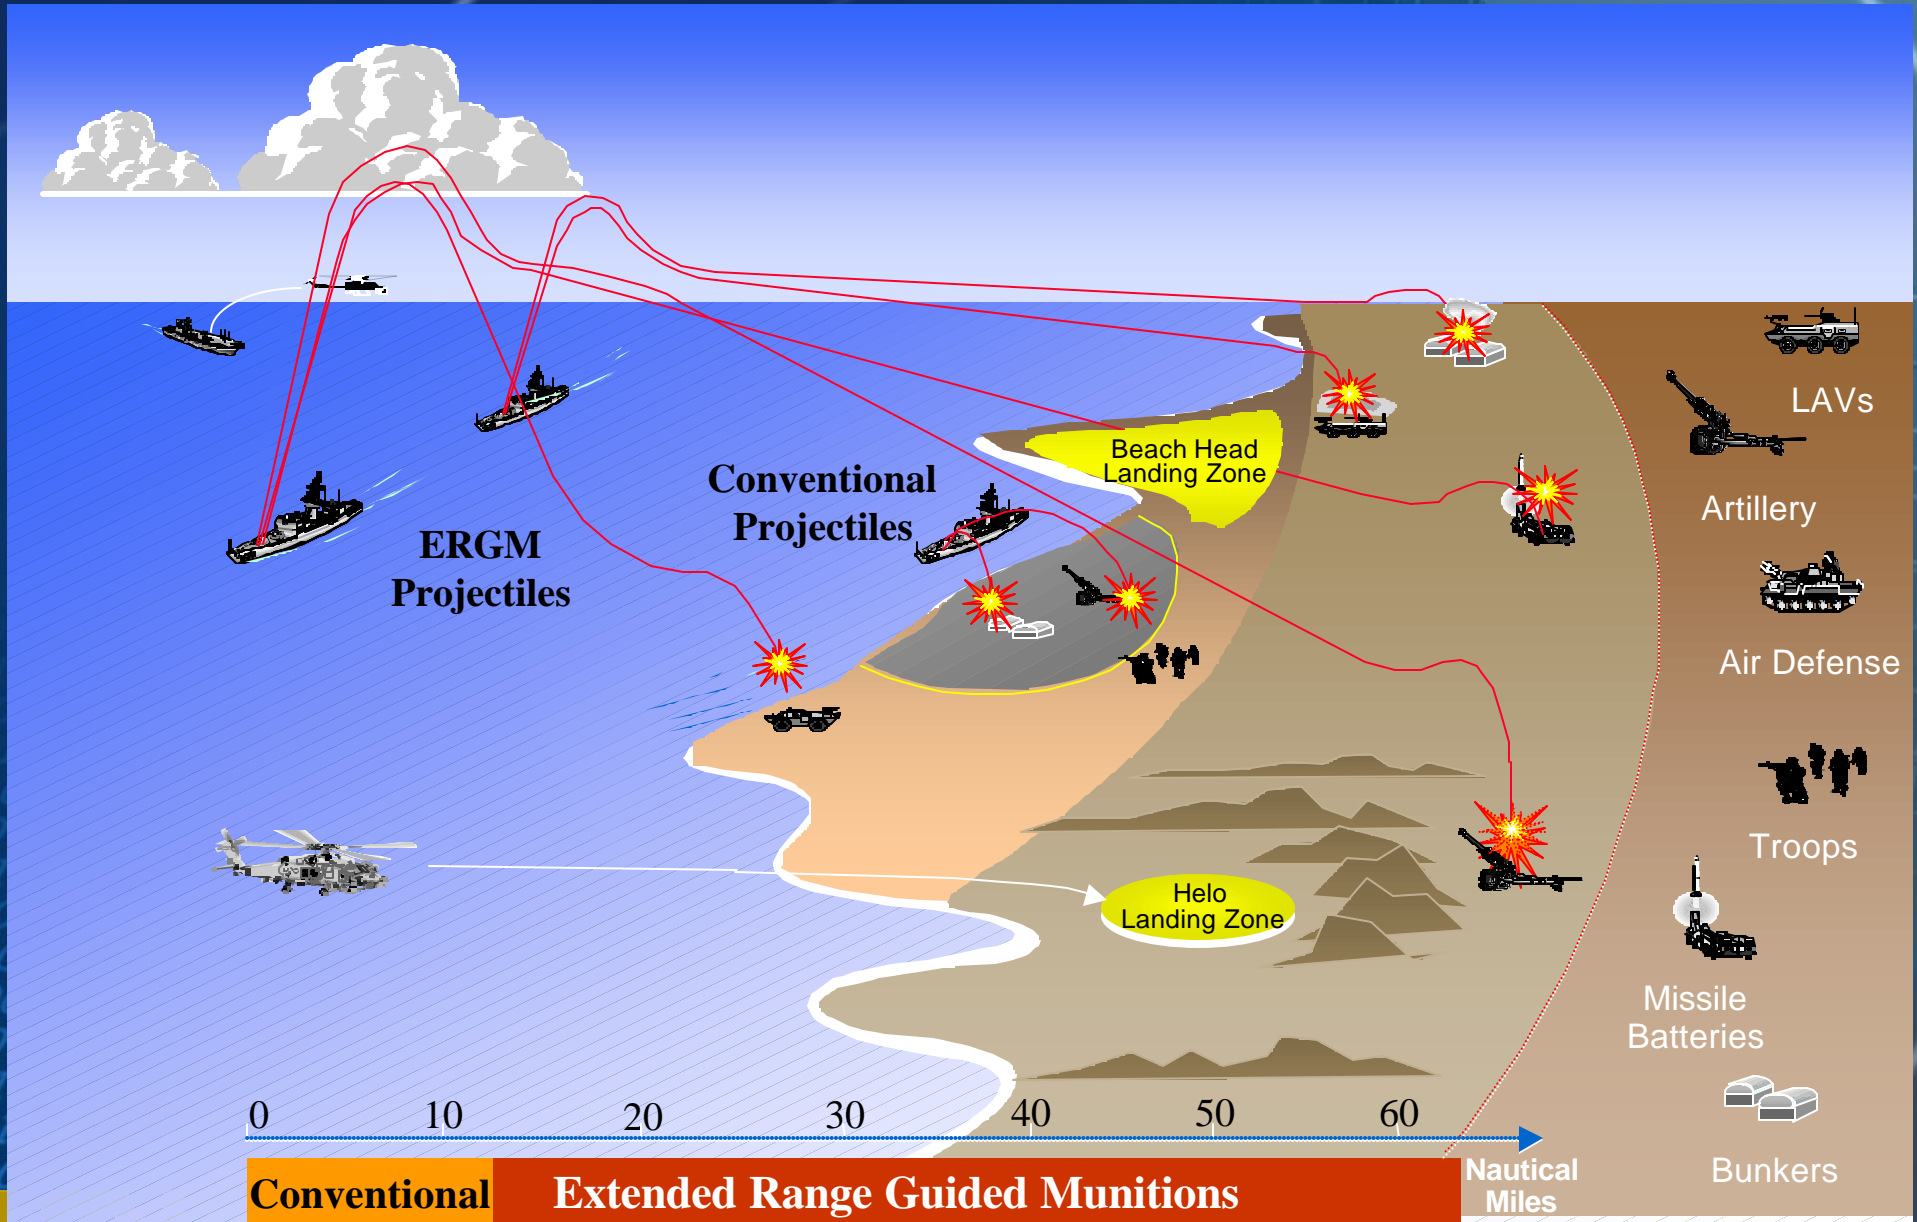 LAVs
Beach Head
Landing Zone
Conventional
Projectiles
Artillery
ERGM
Projectiles
Air Defense
Troops
Helo
Landing Zone
Missile
Batteries
0 10 20 30 40 50 60
Nautical
Miles
Bunkers
Conventional Extended Range Guided Munitions